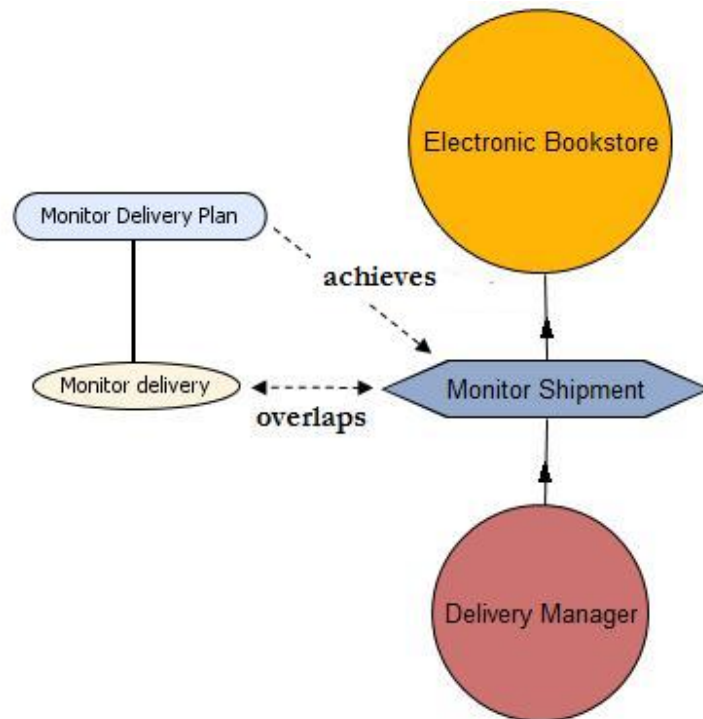 Electronic Bookstore
Monitor Delivery Plan
achieves
Monitor delivery
overlaps
Monitor Shipment
Delivery Manager